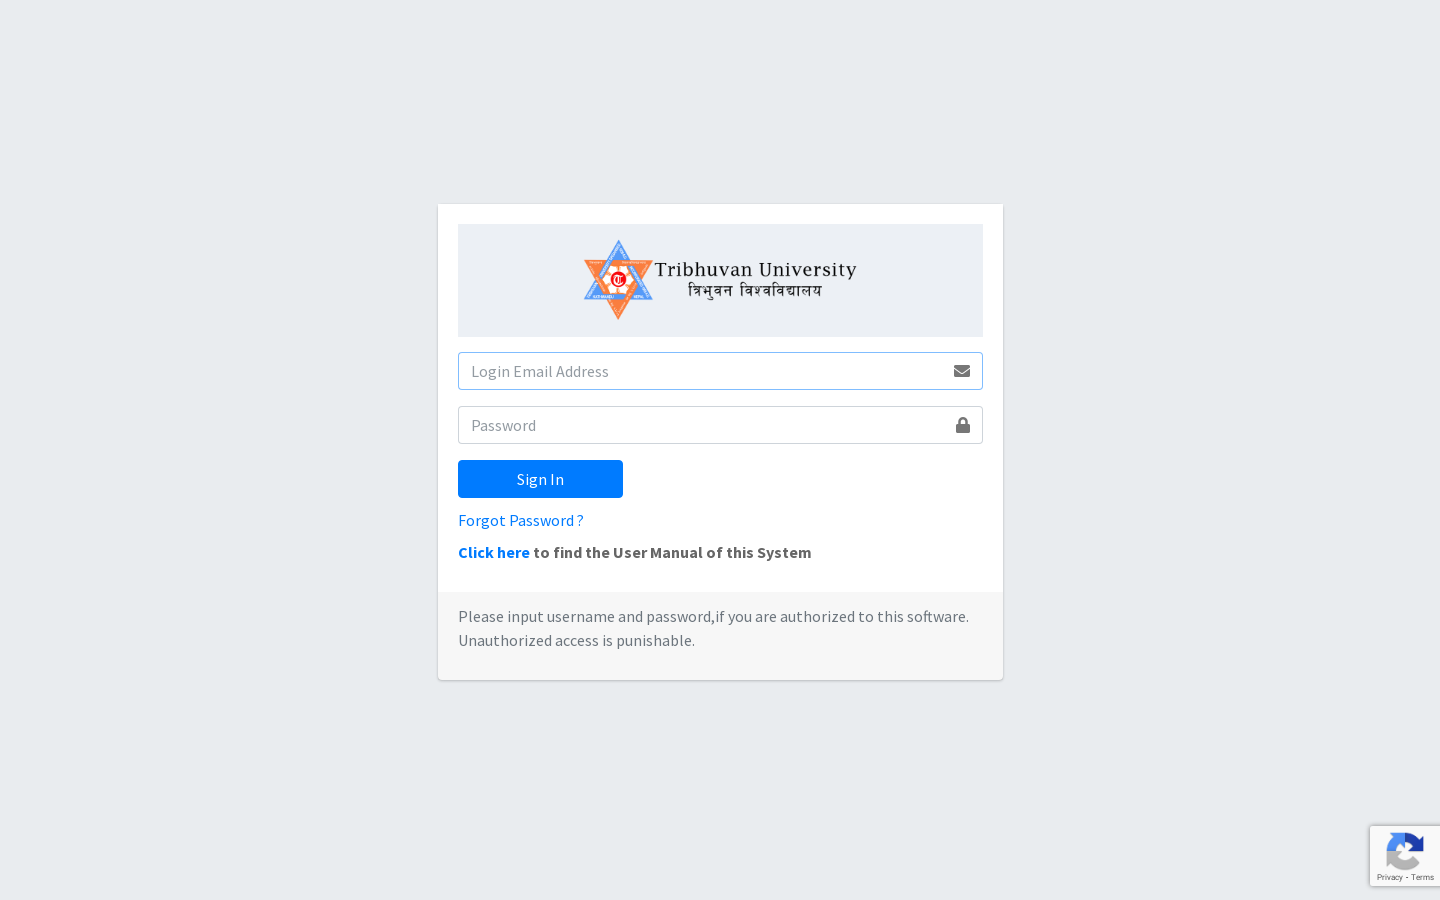 Tribhuvan University
त्रिभुवन विश्वविद्यालय
Login Email Address
Password
Sign In
Forgot Password ?
Click here to find the User Manual of this System
Please input username and password,if you are authorized to this software.
Unauthorized access is punishable.
Privacy - Terms